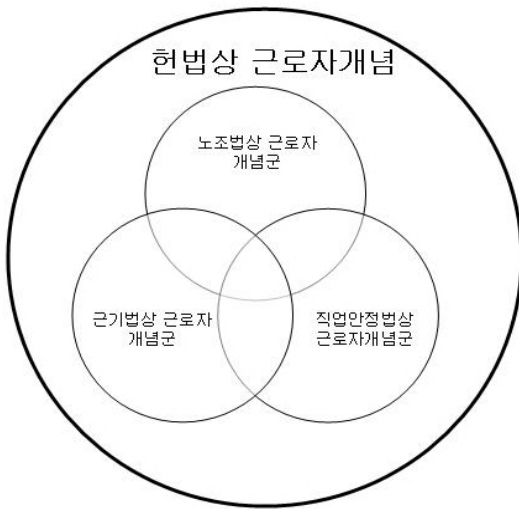 헌법상 근로자개념
노조법상 근로자
개념군
근기법상 근로자
개념군
직업안정법상
근로자개념군